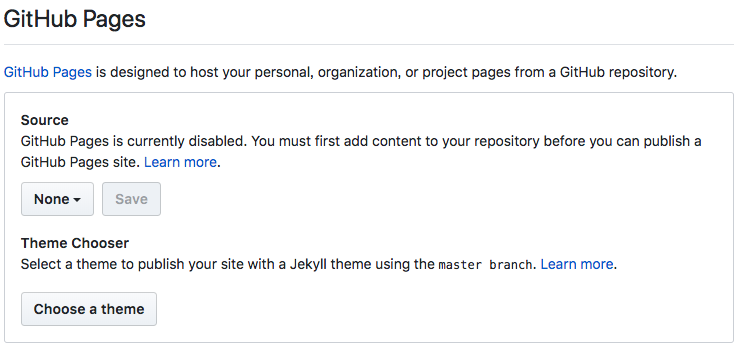 GitHub Pages
GitHub Pages is designed to host your personal, organization, or project pages from a GitHub repository.
Source
GitHub Pages is currently disabled. You must first add content to your repository before you can publish a
GitHub Pages site. Learn more.
None Save
Theme Chooser
Select a theme to publish your site with a Jekyll theme using the master branch. Learn more.
Choose a theme